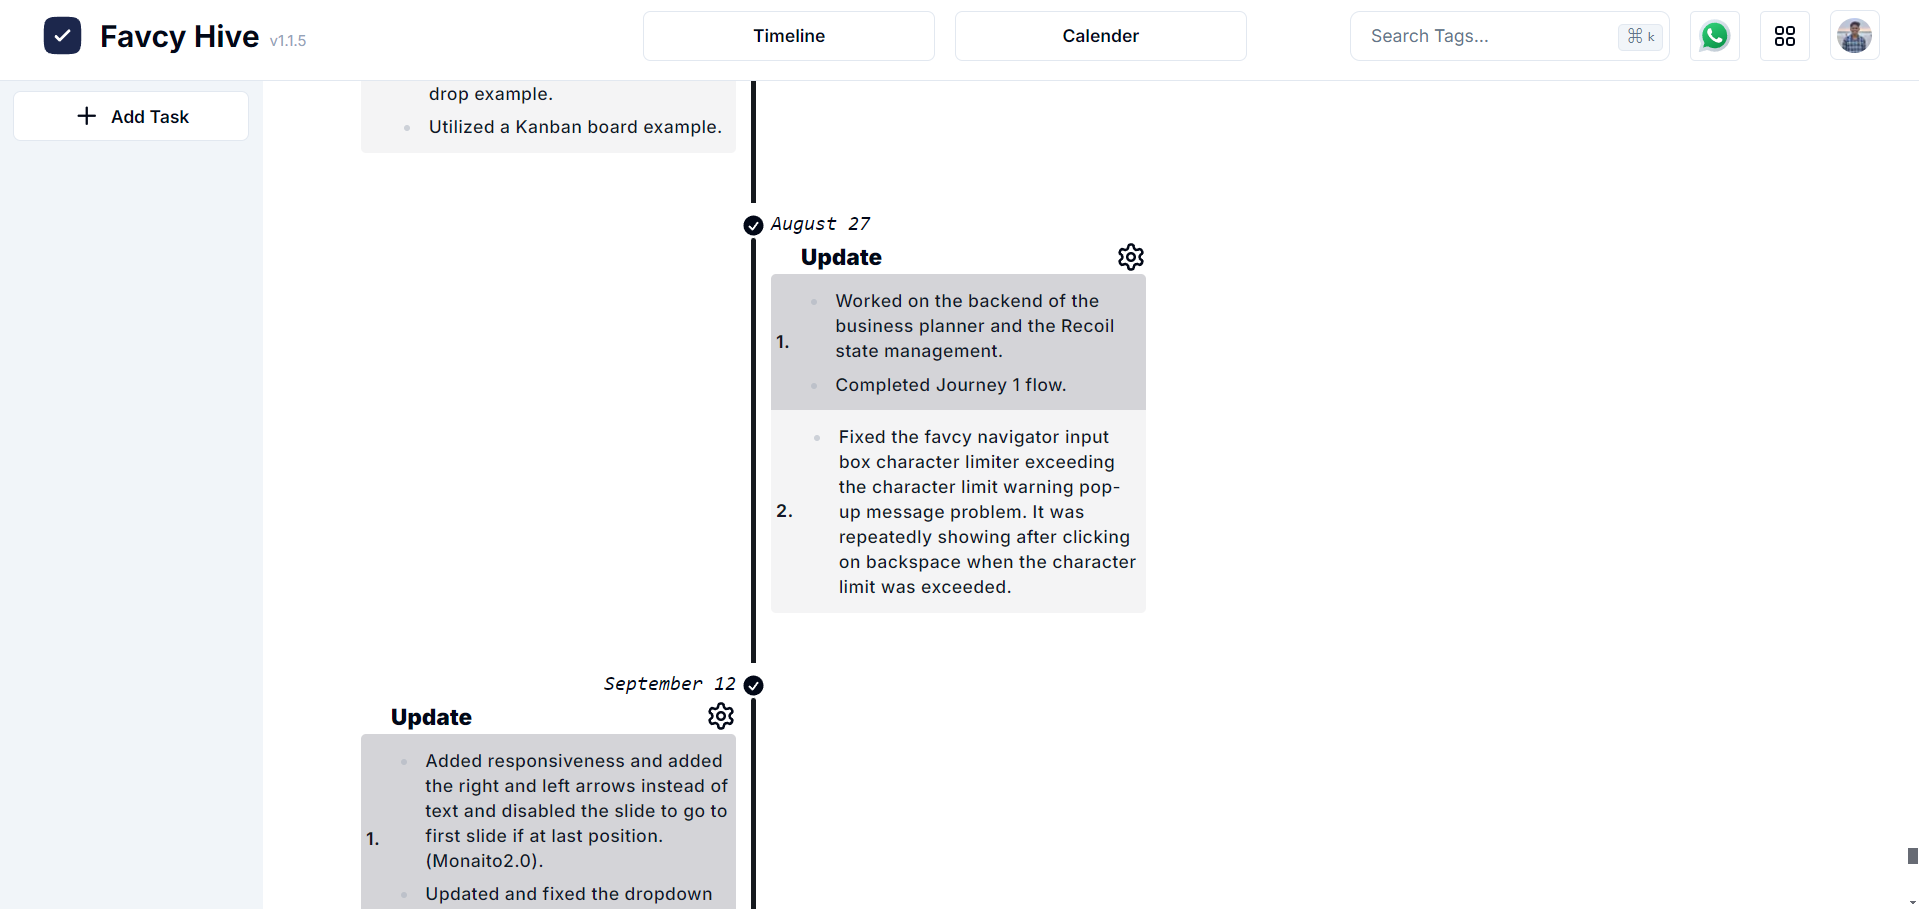 Favcy Hive v1.1.5
Timeline
Calender
Search Tags...
⌘ k
Add Task
drop example.
Utilized a Kanban board example.
August 27
Update
1.
Worked on the backend of the
business planner and the Recoil
state management.
Completed Journey 1 flow.
2.
Fixed the favcy navigator input
box character limiter exceeding
the character limit warning pop-
up message problem. It was
repeatedly showing after clicking
on backspace when the character
limit was exceeded.
September 12
Update
1.
Added responsiveness and added
the right and left arrows instead of
text and disabled the slide to go to
first slide if at last position.
(Monaito2.0).
Updated and fixed the dropdown